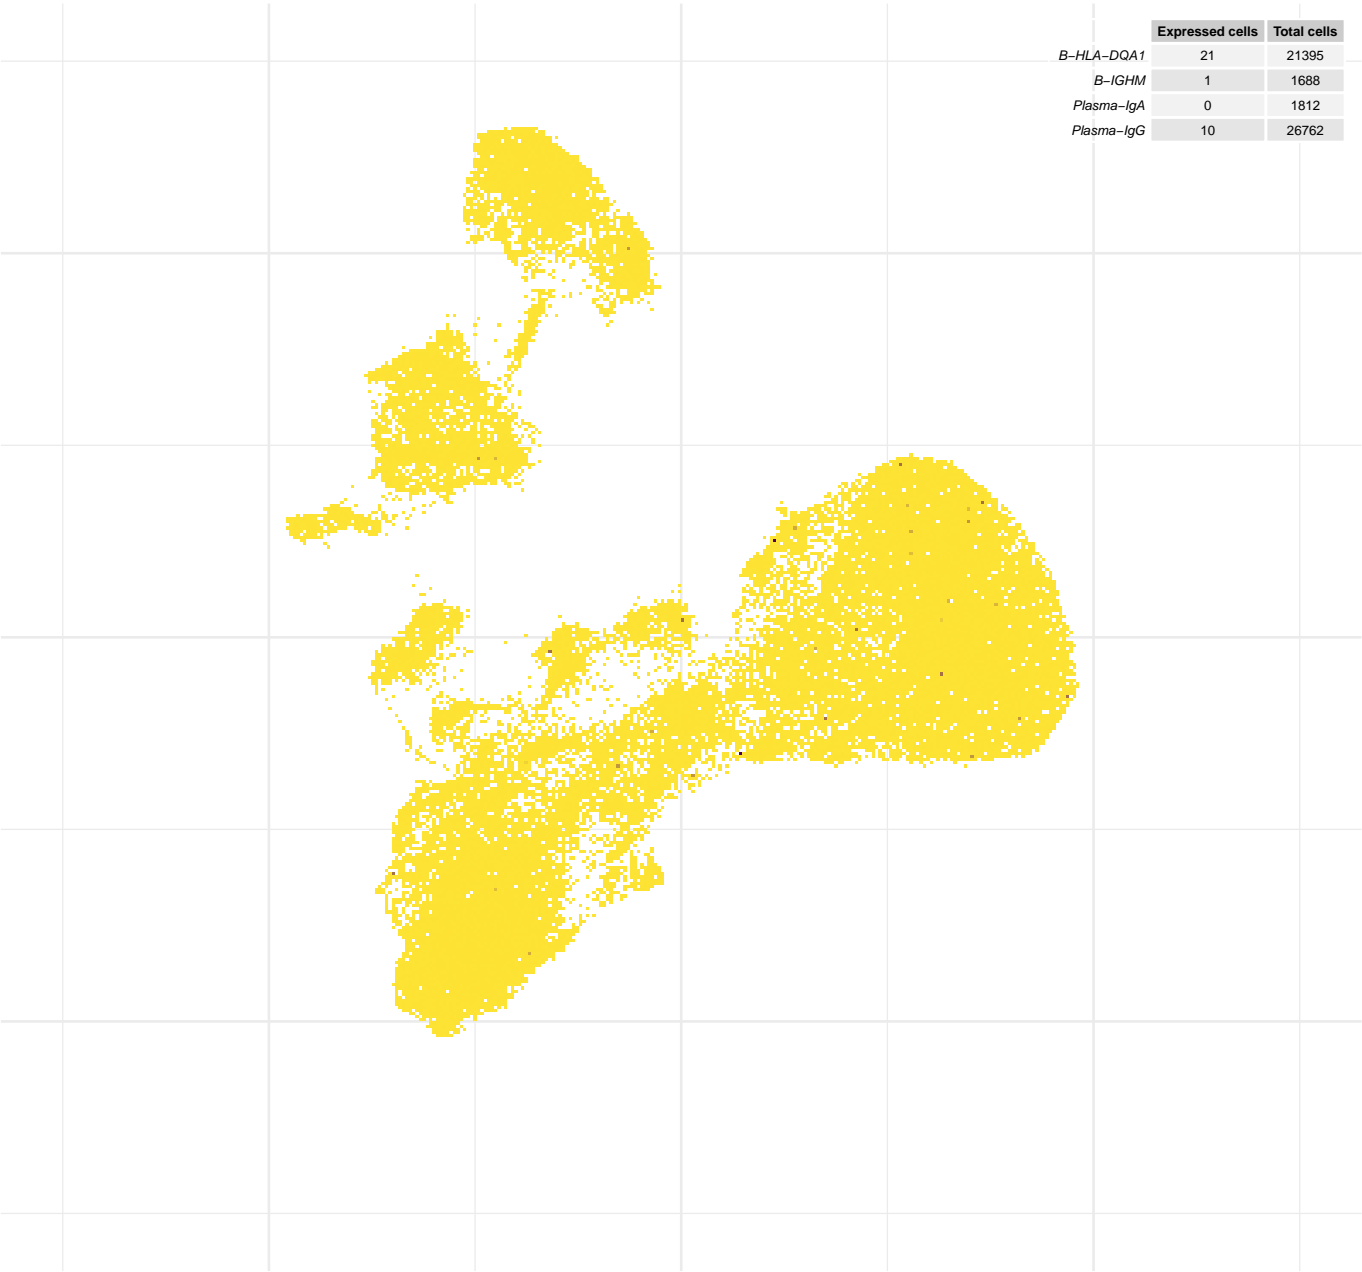 Expressed cells Total cells
B−HLA−DQA1 21 21395
B−IGHM 1 1688
Plasma−IgA 0 1812
Plasma−IgG 10 26762